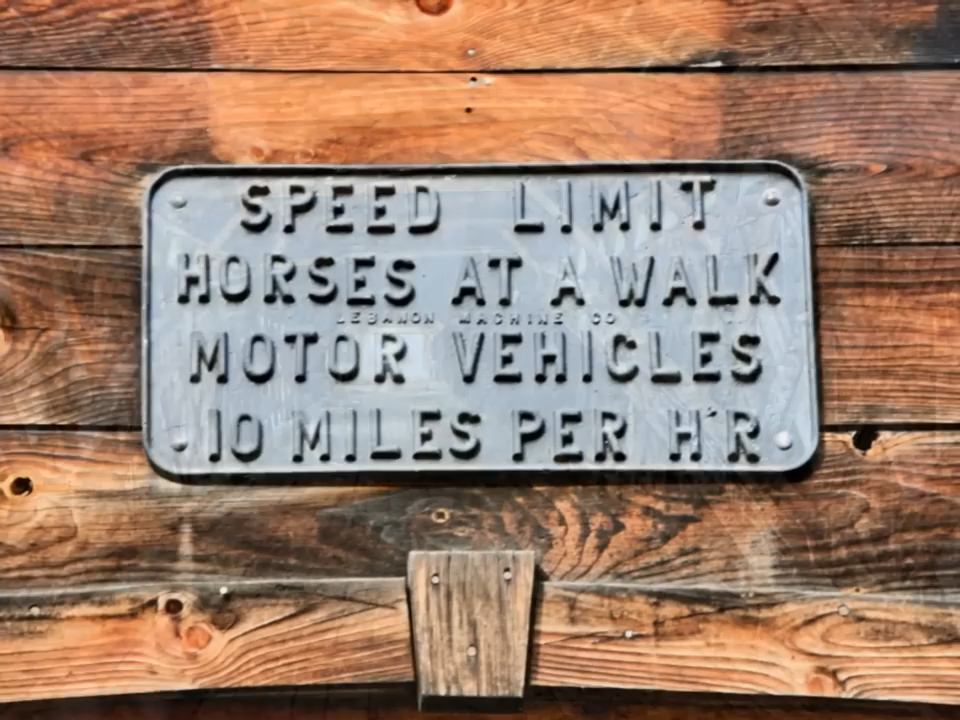 SPEED LIMIT
HORSES AT A WALK
LEBANON MACHINE CO
MOTOR VEHICLES
10 MILES PER H'R